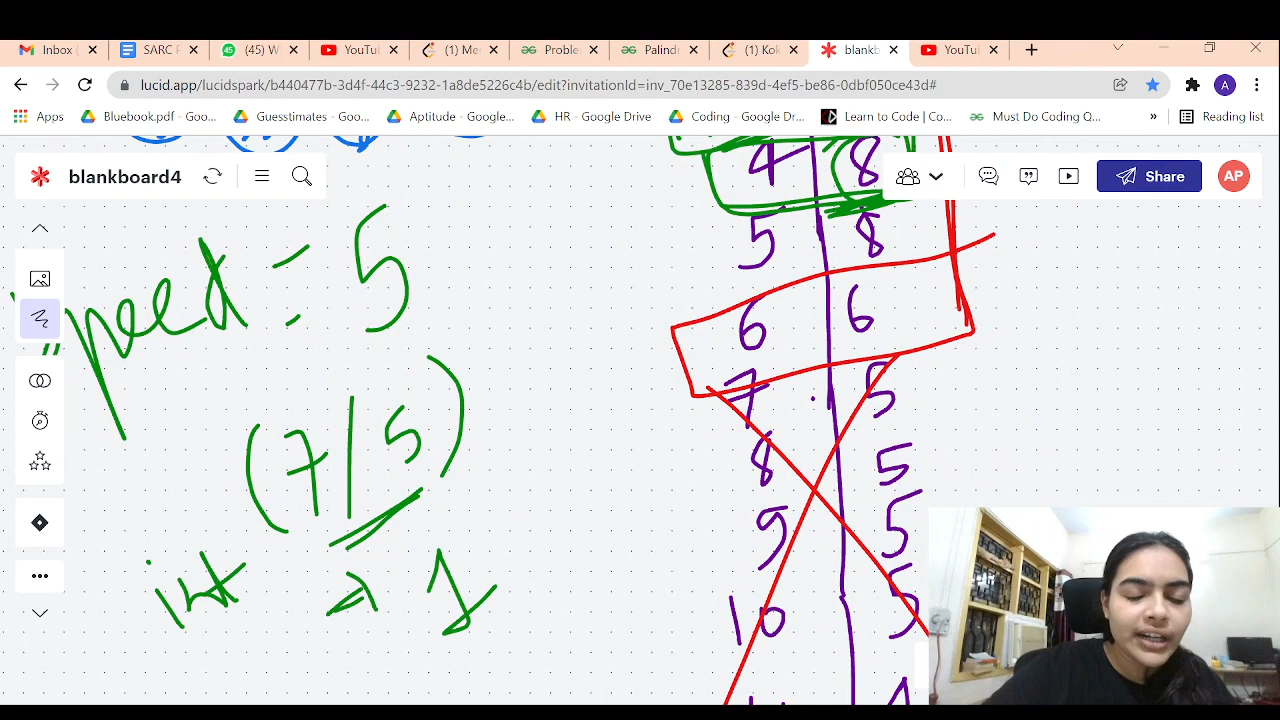 Inbox (
SARC F
(45) W
YouTu
(1) Me
Proble
Palindr
(1) Kok
blankb
YouTu
lucid.app/lucidspark/b440477b-3d4f-44c3-9232-1a8de5226c4b/edit?invitationId=inv_70e13285-839d-4ef5-be86-0dbf050ce43d#
A
Apps
Bluebook.pdf - Goo...
Guesstimates - Goo...
Aptitude - Google...
HR - Google Drive
Coding - Google Dr...
Learn to Code | Co...
Must Do Coding Q...
»
Reading list
blankboard4
Share
AP
4 8
5 8
6 6
7 5
8 5
9 5
10 5
speed = 5
(7/5)
int → 1